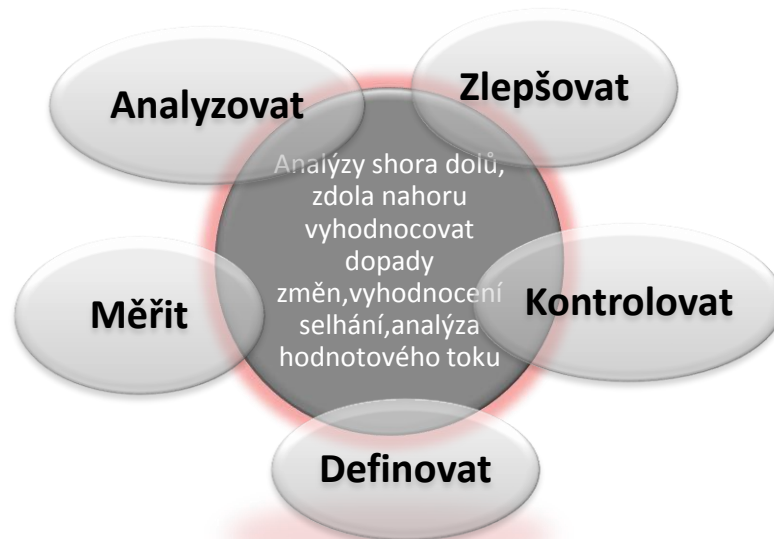 Analyzovat
Zlepšovat
Analýzy shora dolů,
zdola nahoru
vyhodnocovat
dopady
změn,vyhodnocení
selhání,analýza
hodnotového toku
Měřit
Kontrolovat
Definovat